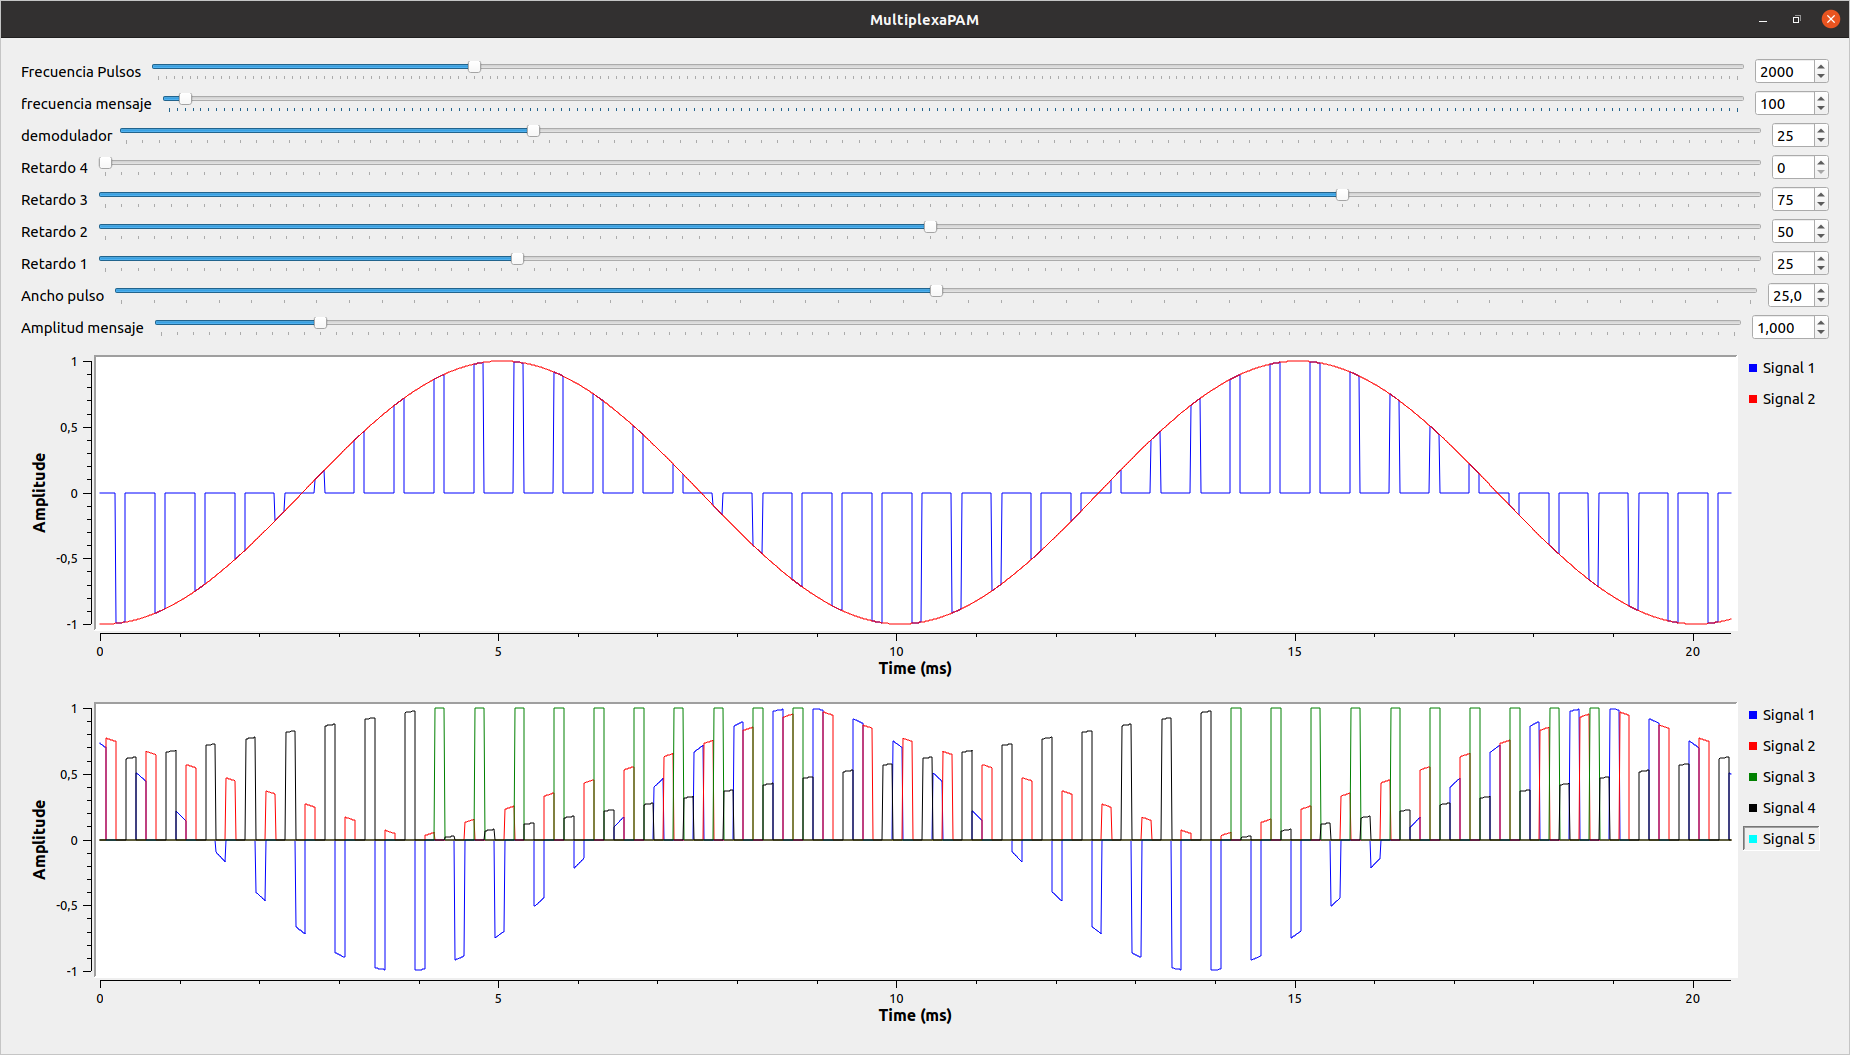 MultiplexaPAM
Frecuencia Pulsos 2000
frecuencia mensaje 100
demodulador 25
Retardo 4 0
Retardo 3 75
Retardo 2 50
Retardo 1 25
Ancho pulso 25,0
Amplitud mensaje 1,000
1
0,5
0
-0,5
-1
Amplitude
0 5 10 15 20
Time (ms)
Signal 1
Signal 2
1
0,5
0
-0,5
-1
Amplitude
0 5 10 15 20
Time (ms)
Signal 1
Signal 2
Signal 3
Signal 4
Signal 5